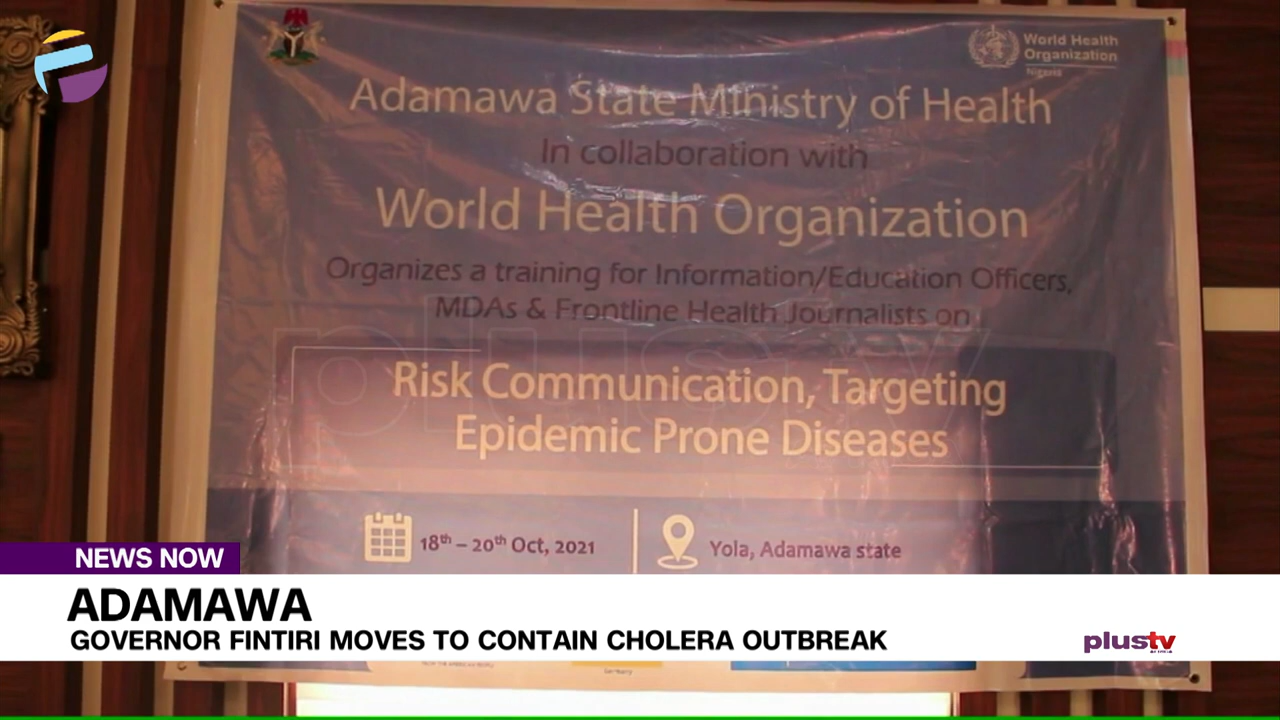 World Health
Organization
Nigeria
Adamawa State Ministry of Health
In collaboration with
World Health Organization
Organizes a training for Information/Education Officers,
MDAs & Frontline Health Journalists on
plustv
Risk Communication, Targeting
Epidemic Prone Diseases
18th – 20th Oct, 2021
Yola, Adamawa state
NEWS NOW
ADAMAWA
GOVERNOR FINTIRI MOVES TO CONTAIN CHOLERA OUTBREAK
plustv
Germany